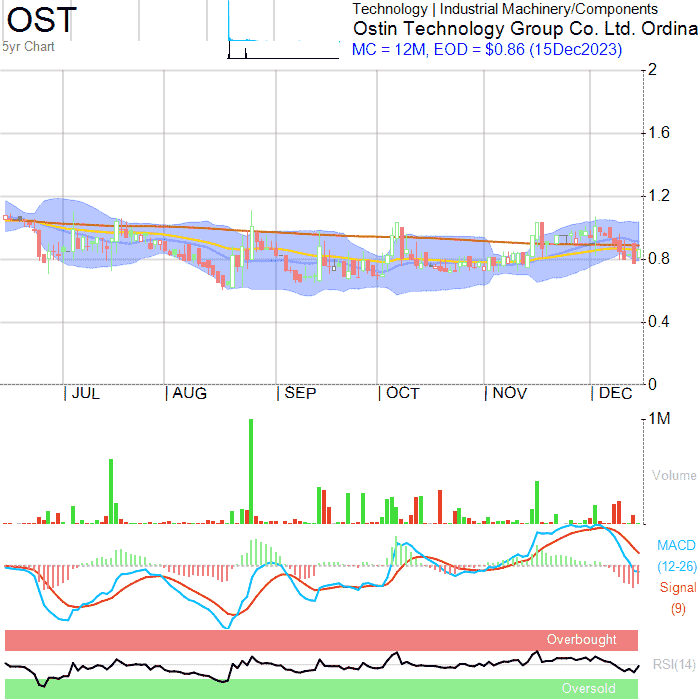 OST
5yr Chart
Technology | Industrial Machinery/Components
Ostin Technology Group Co. Ltd. Ordina
MC = 12M, EOD = $0.86 (15Dec2023)
2
1.6
1.2
0.8
0.4
0
JUL
AUG
SEP
OCT
NOV
DEC
1M
Volume
MACD
(12-26)
Signal
(9)
Overbought
RSI(14)
Oversold